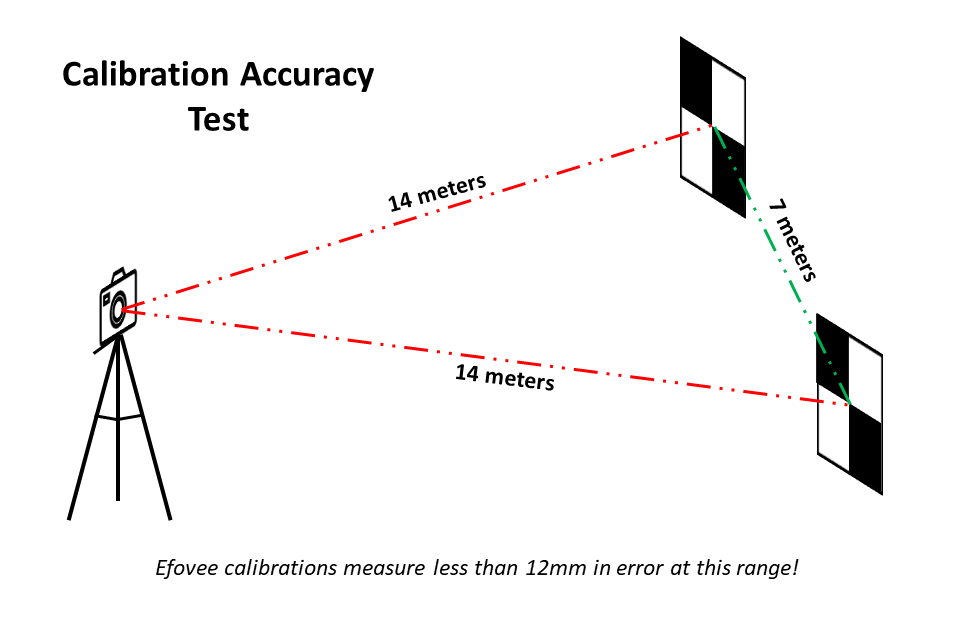 Calibration Accuracy
Test
14 meters
7 meters
14 meters
Efovee calibrations measure less than 12mm in error at this range!